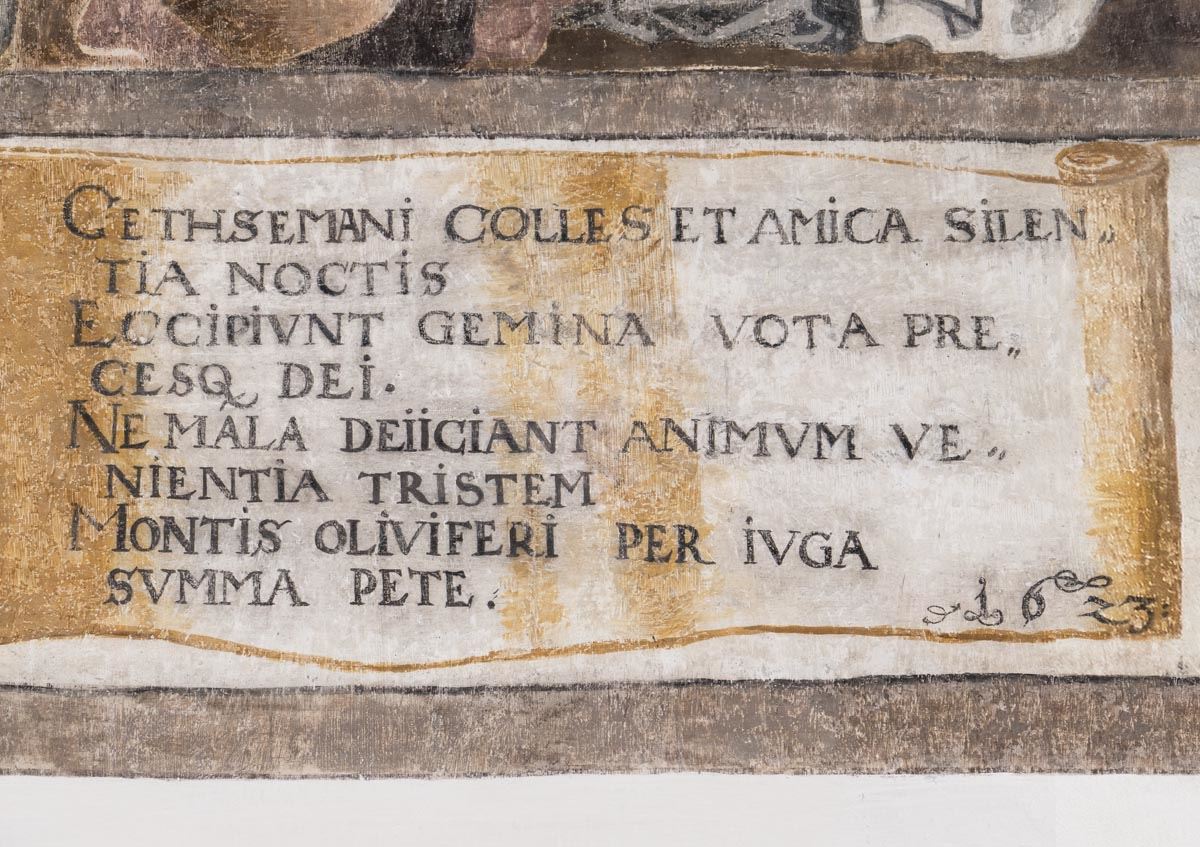 GETHSEMANI COLLES ET AMICA SILEN„
TIA NOCTIS
ECCIPIVNT GEMINA VOTA PRE„
CESQ DEI.
NE MALA DEIICIANT ANIMVM VE„
NIENTIA TRISTEM
MONTIS OLIVIFERI PER IVGA
SVMMA PETE.
1623.